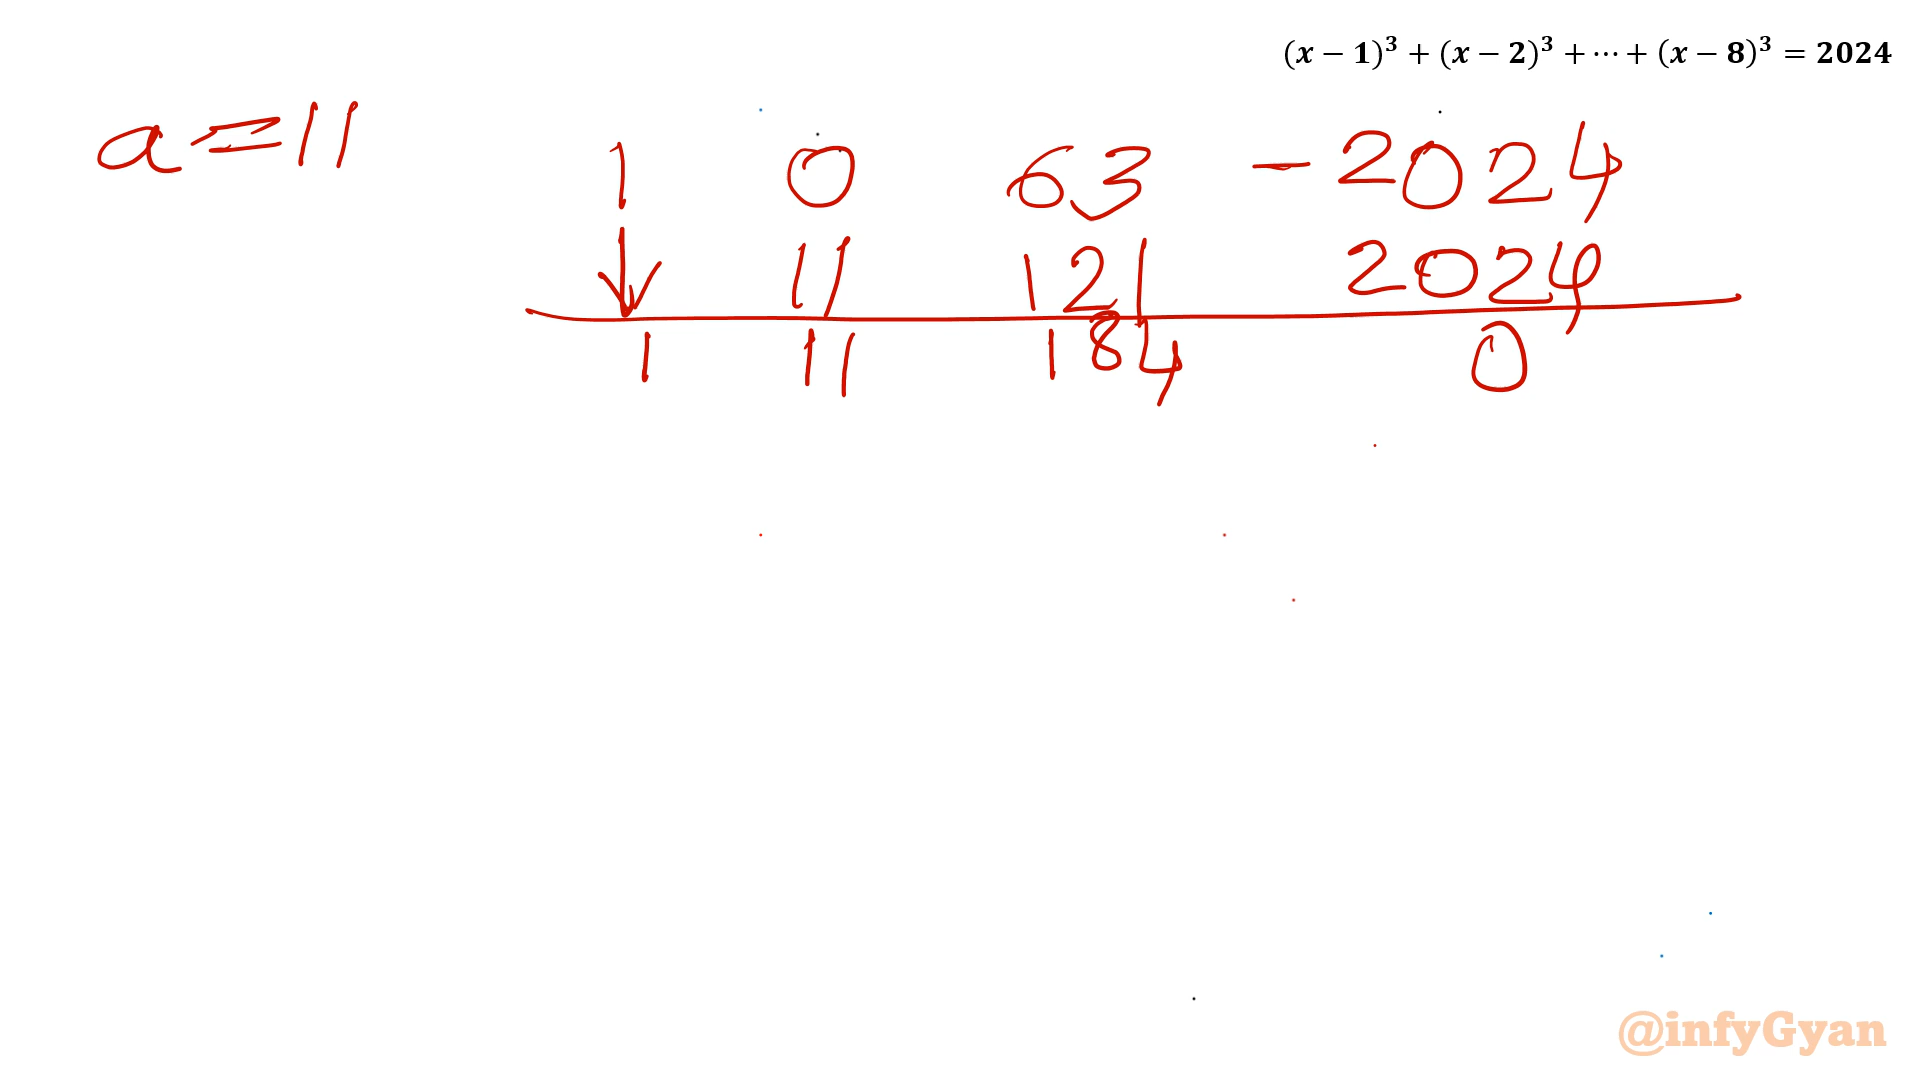 (x − 1)³ + (x − 2)³ + ⋯ + (x − 8)³ = 2024
a = 11
1 0 63 − 2024
11 121 2024
1 11 184 0
@infyGyan